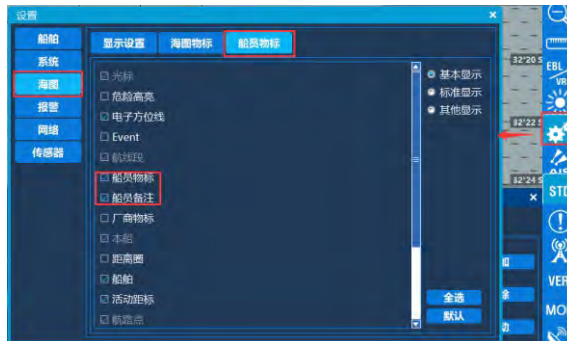 设置 ×
船舶
系统
海图
报警
网络
传感器
显示设置 海图物标 船员物标
光标
危险高亮
电子方位线
Event
航线段
船员物标
船员备注
厂商物标
本船
距离圈
船舶
活动距标
航路点
基本显示
标准显示
其他显示
全选
默认
32°20
32°22
32°24
EBL
VR
AIS
STD
×
VER
MO